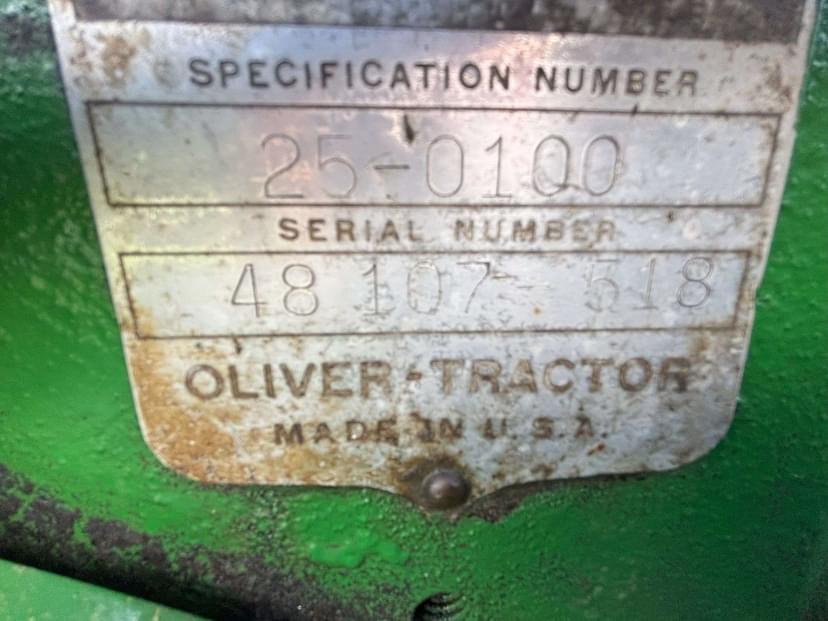 SPECIFICATION NUMBER
25-0100
SERIAL NUMBER
48 107- 518
OLIVER-TRACTOR
MADE IN U.S.A.